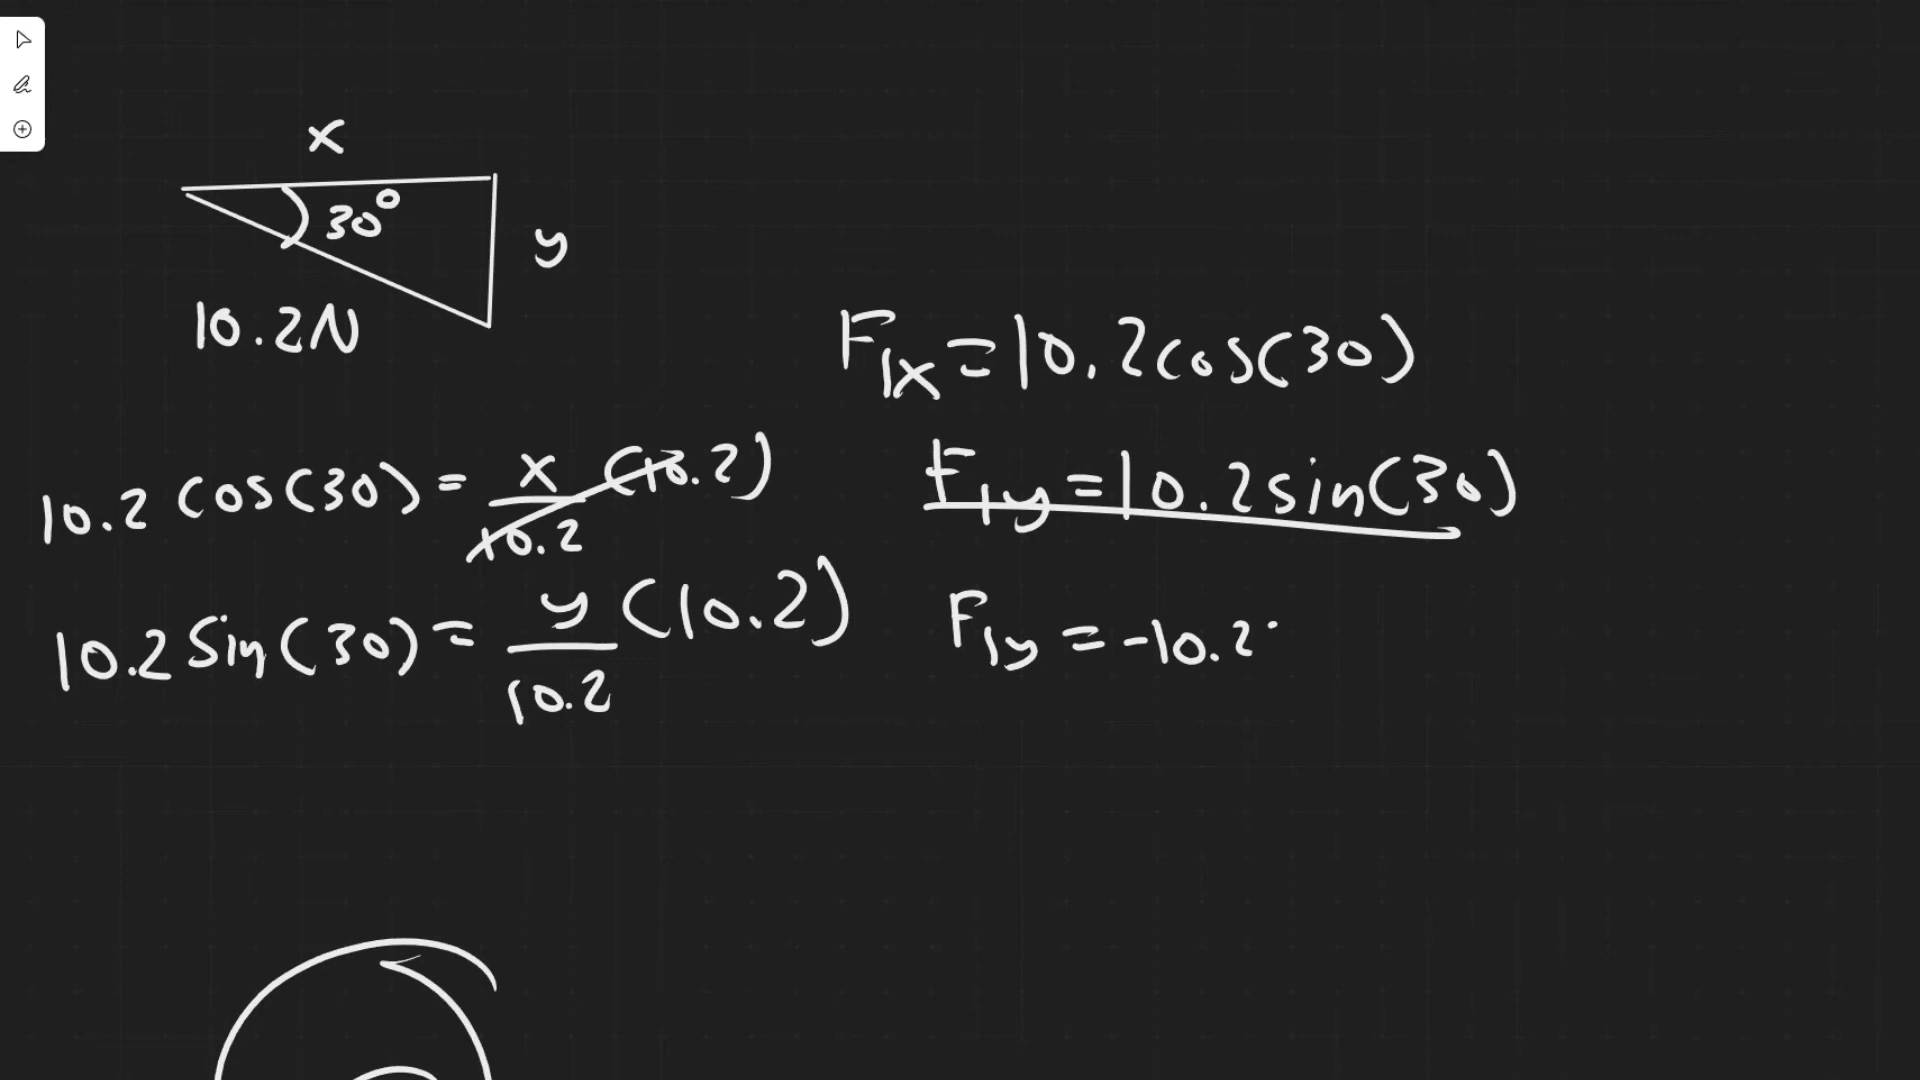 x
30°
y
10.2N
F1x=10.2cos(30)
10.2 cos(30)= x/10.2 (10.2)
F1y=10.2sin(30)
10.2 Sin(30)= y/10.2 (10.2)
F1y=-10.2